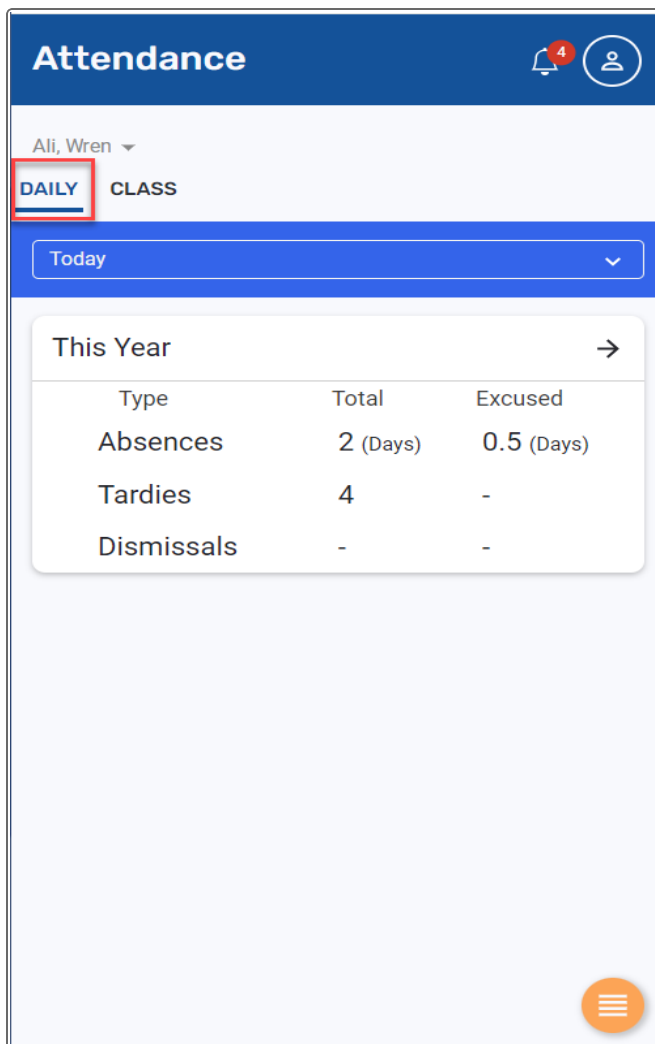 Attendance
4
Ali, Wren
DAILY CLASS
Today
This Year
Type Total Excused
Absences 2 (Days) 0.5 (Days)
Tardies 4 -
Dismissals - -